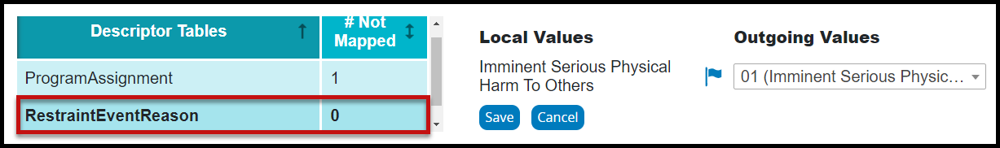 Descriptor Tables
# Not
Mapped
ProgramAssignment 1
RestraintEventReason 0
Local Values
Imminent Serious Physical
Harm To Others
Save Cancel
Outgoing Values
01 (Imminent Serious Physic...